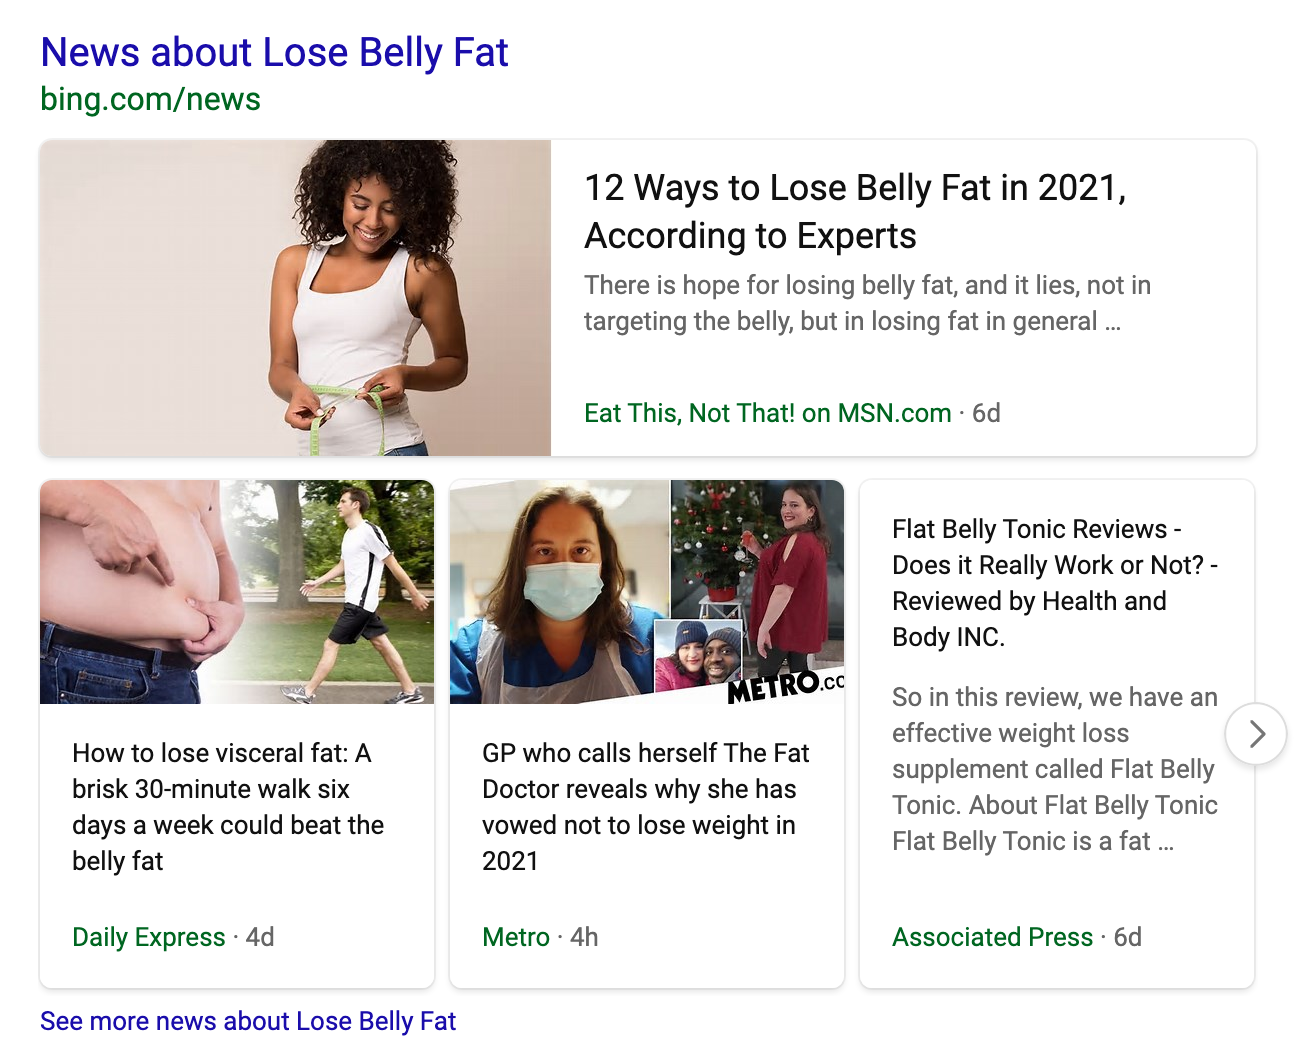 News about Lose Belly Fat
bing.com/news
12 Ways to Lose Belly Fat in 2021,
According to Experts
There is hope for losing belly fat, and it lies, not in
targeting the belly, but in losing fat in general ...
Eat This, Not That! on MSN.com · 6d
METRO.co
How to lose visceral fat: A
brisk 30-minute walk six
days a week could beat the
belly fat
Daily Express · 4d
GP who calls herself The Fat
Doctor reveals why she has
vowed not to lose weight in
2021
Metro · 4h
Flat Belly Tonic Reviews -
Does it Really Work or Not? -
Reviewed by Health and
Body INC.
So in this review, we have an
effective weight loss
supplement called Flat Belly
Tonic. About Flat Belly Tonic
Flat Belly Tonic is a fat ...
Associated Press · 6d
See more news about Lose Belly Fat